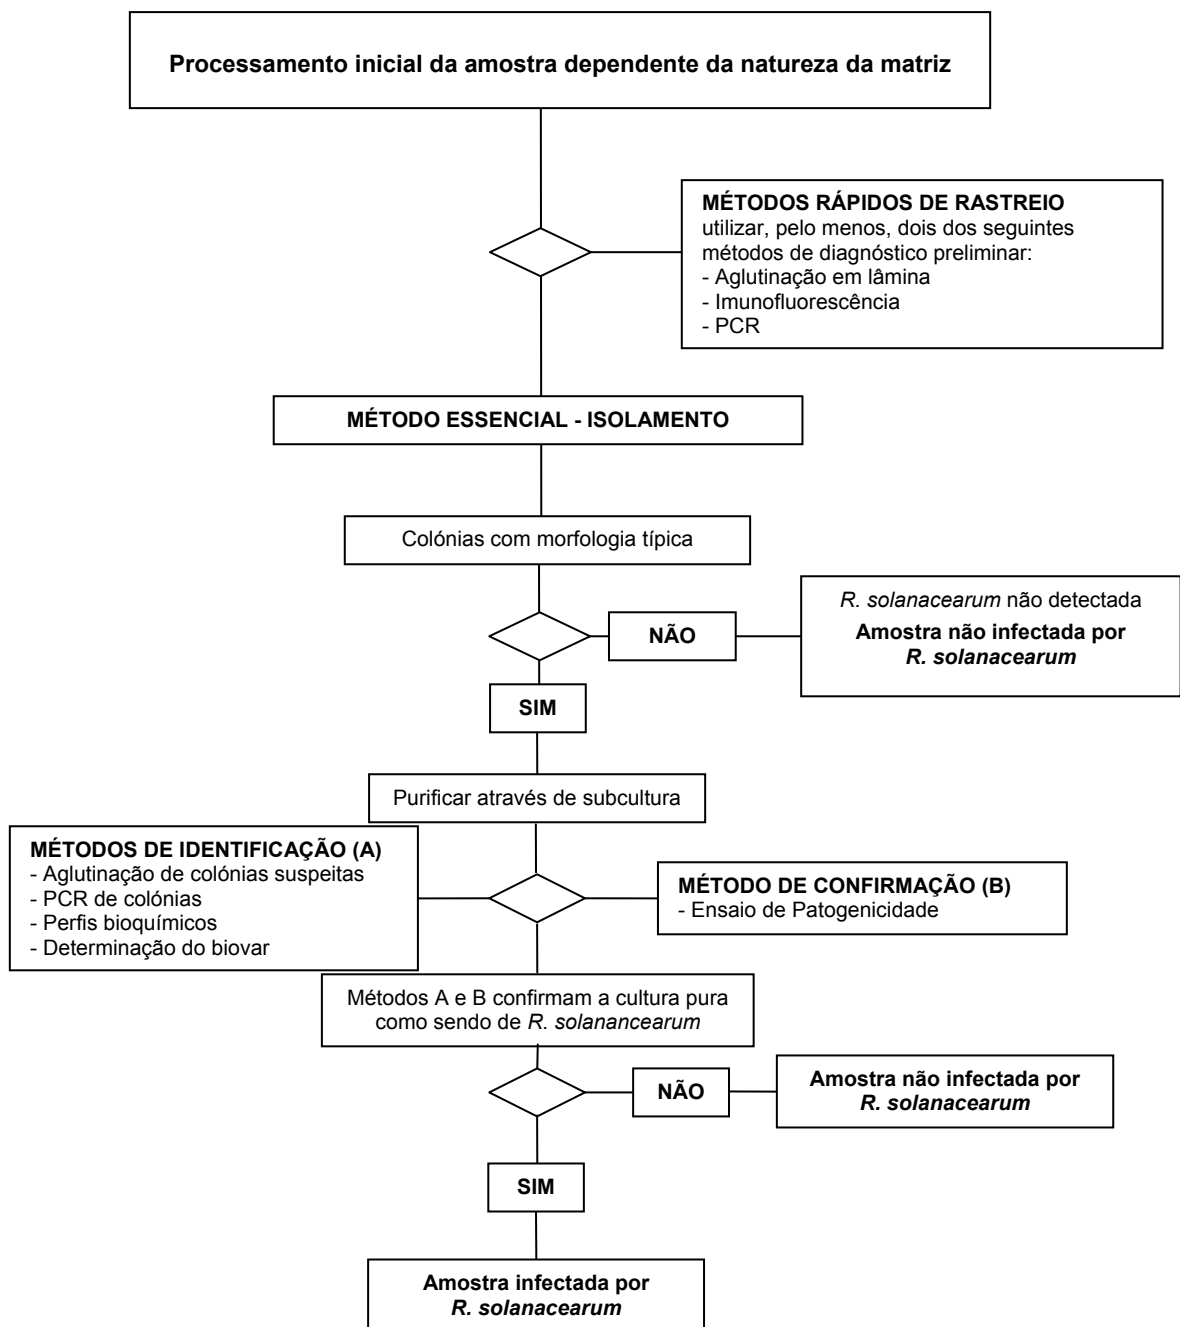 Processamento inicial da amostra dependente da natureza da matriz
MÉTODOS RÁPIDOS DE RASTREIO
utilizar, pelo menos, dois dos seguintes
métodos de diagnóstico preliminar:
- Aglutinação em lâmina
- Imunofluorescência
- PCR
MÉTODO ESSENCIAL - ISOLAMENTO
Colónias com morfologia típica
NÃO
R. solanacearum não detectada
Amostra não infectada por
R. solanacearum
SIM
Purificar através de subcultura
MÉTODOS DE IDENTIFICAÇÃO (A)
- Aglutinação de colónias suspeitas
- PCR de colónias
- Perfis bioquímicos
- Determinação do biovar
MÉTODO DE CONFIRMAÇÃO (B)
- Ensaio de Patogenicidade
Métodos A e B confirmam a cultura pura
como sendo de R. solanancearum
NÃO
Amostra não infectada por
R. solanacearum
SIM
Amostra infectada por
R. solanacearum